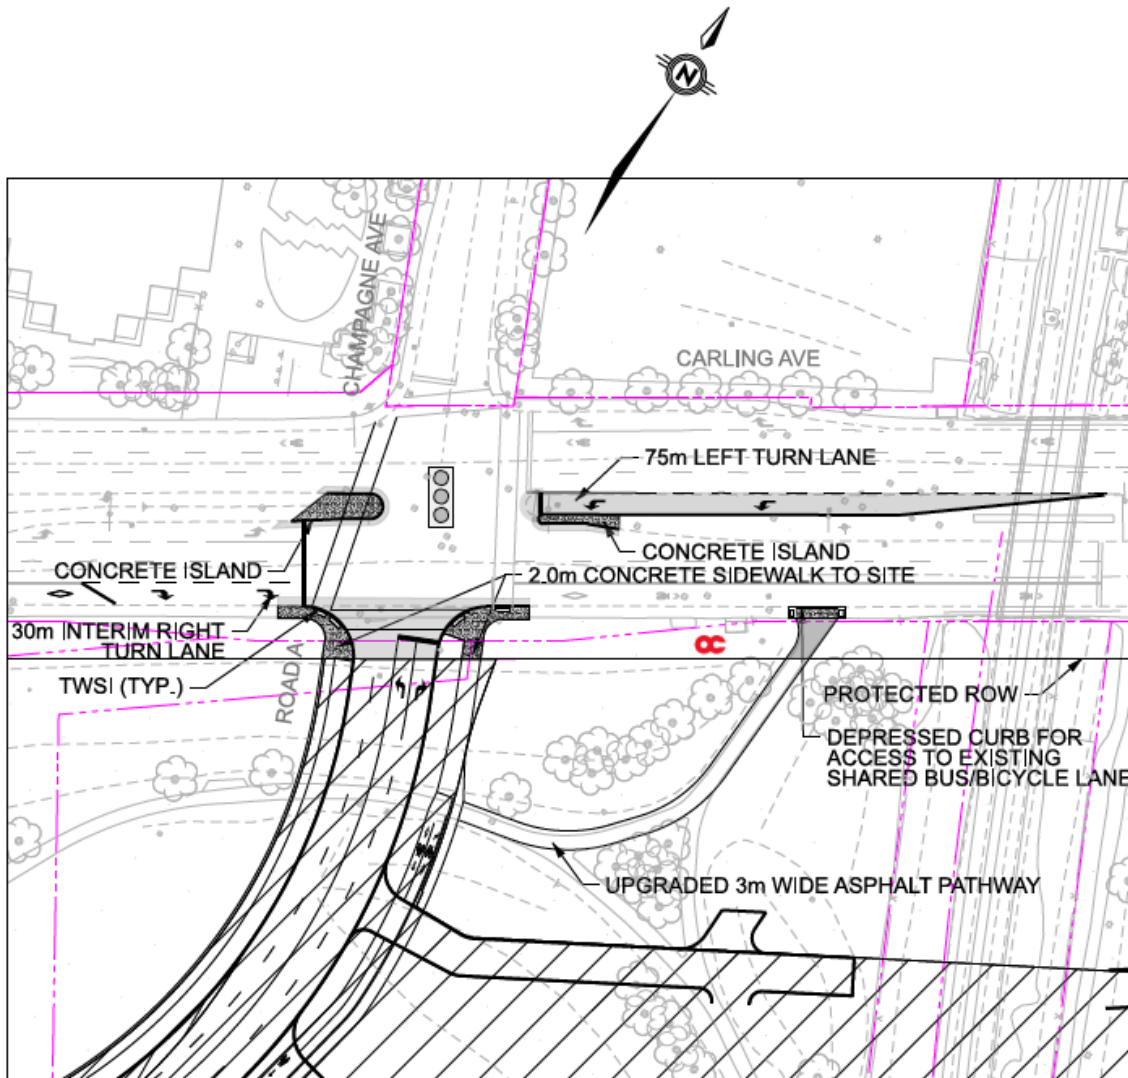 N
CHAMPAGNE AVE
CARLING AVE
75m LEFT TURN LANE
CONCRETE ISLAND
CONCRETE ISLAND
2.0m CONCRETE SIDEWALK TO SITE
30m INTERIM RIGHT
TURN LANE
TWSI (TYP.)
ROAD A
PROTECTED ROW
DEPRESSED CURB FOR
ACCESS TO EXISTING
SHARED BUS/BICYCLE LANE
UPGRADED 3m WIDE ASPHALT PATHWAY
OC